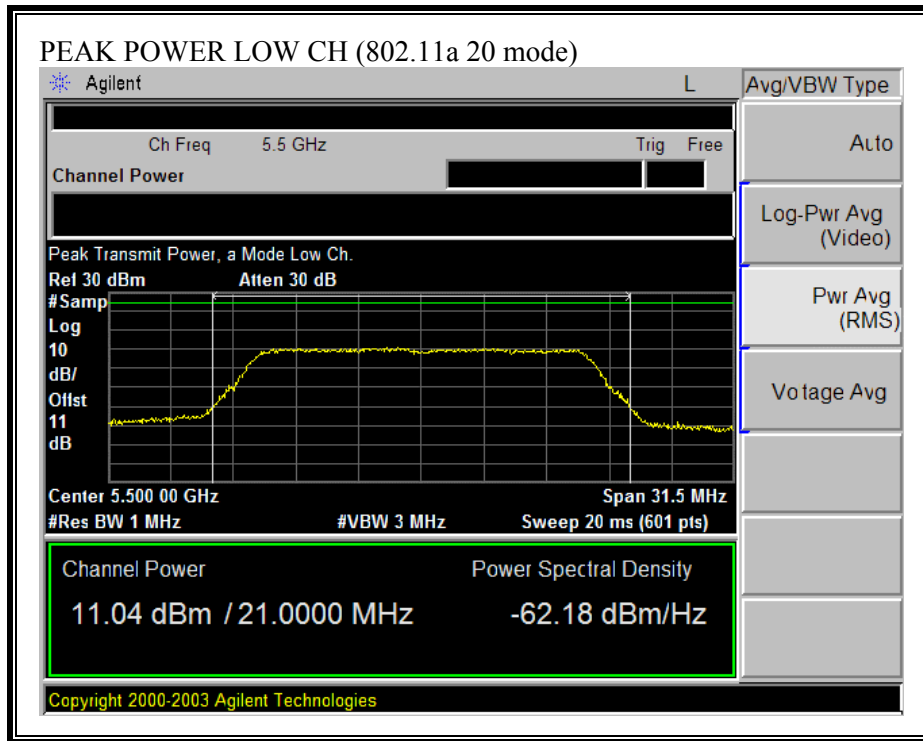 PEAK POWER LOW CH (802.11a 20 mode)
Agilent L
Avg/VBW Type
Ch Freq 5.5 GHz Trig Free
Channel Power
Peak Transmit Power, a Mode Low Ch.
Ref 30 dBm Atten 30 dB
#Samp
Log
10
dB/
Offst
11
dB
Center 5.500 00 GHz Span 31.5 MHz
#Res BW 1 MHz #VBW 3 MHz Sweep 20 ms (601 pts)
Channel Power Power Spectral Density
11.04 dBm / 21.0000 MHz -62.18 dBm/Hz
Copyright 2000-2003 Agilent Technologies
Auto
Log-Pwr Avg
(Video)
Pwr Avg
(RMS)
Votage Avg